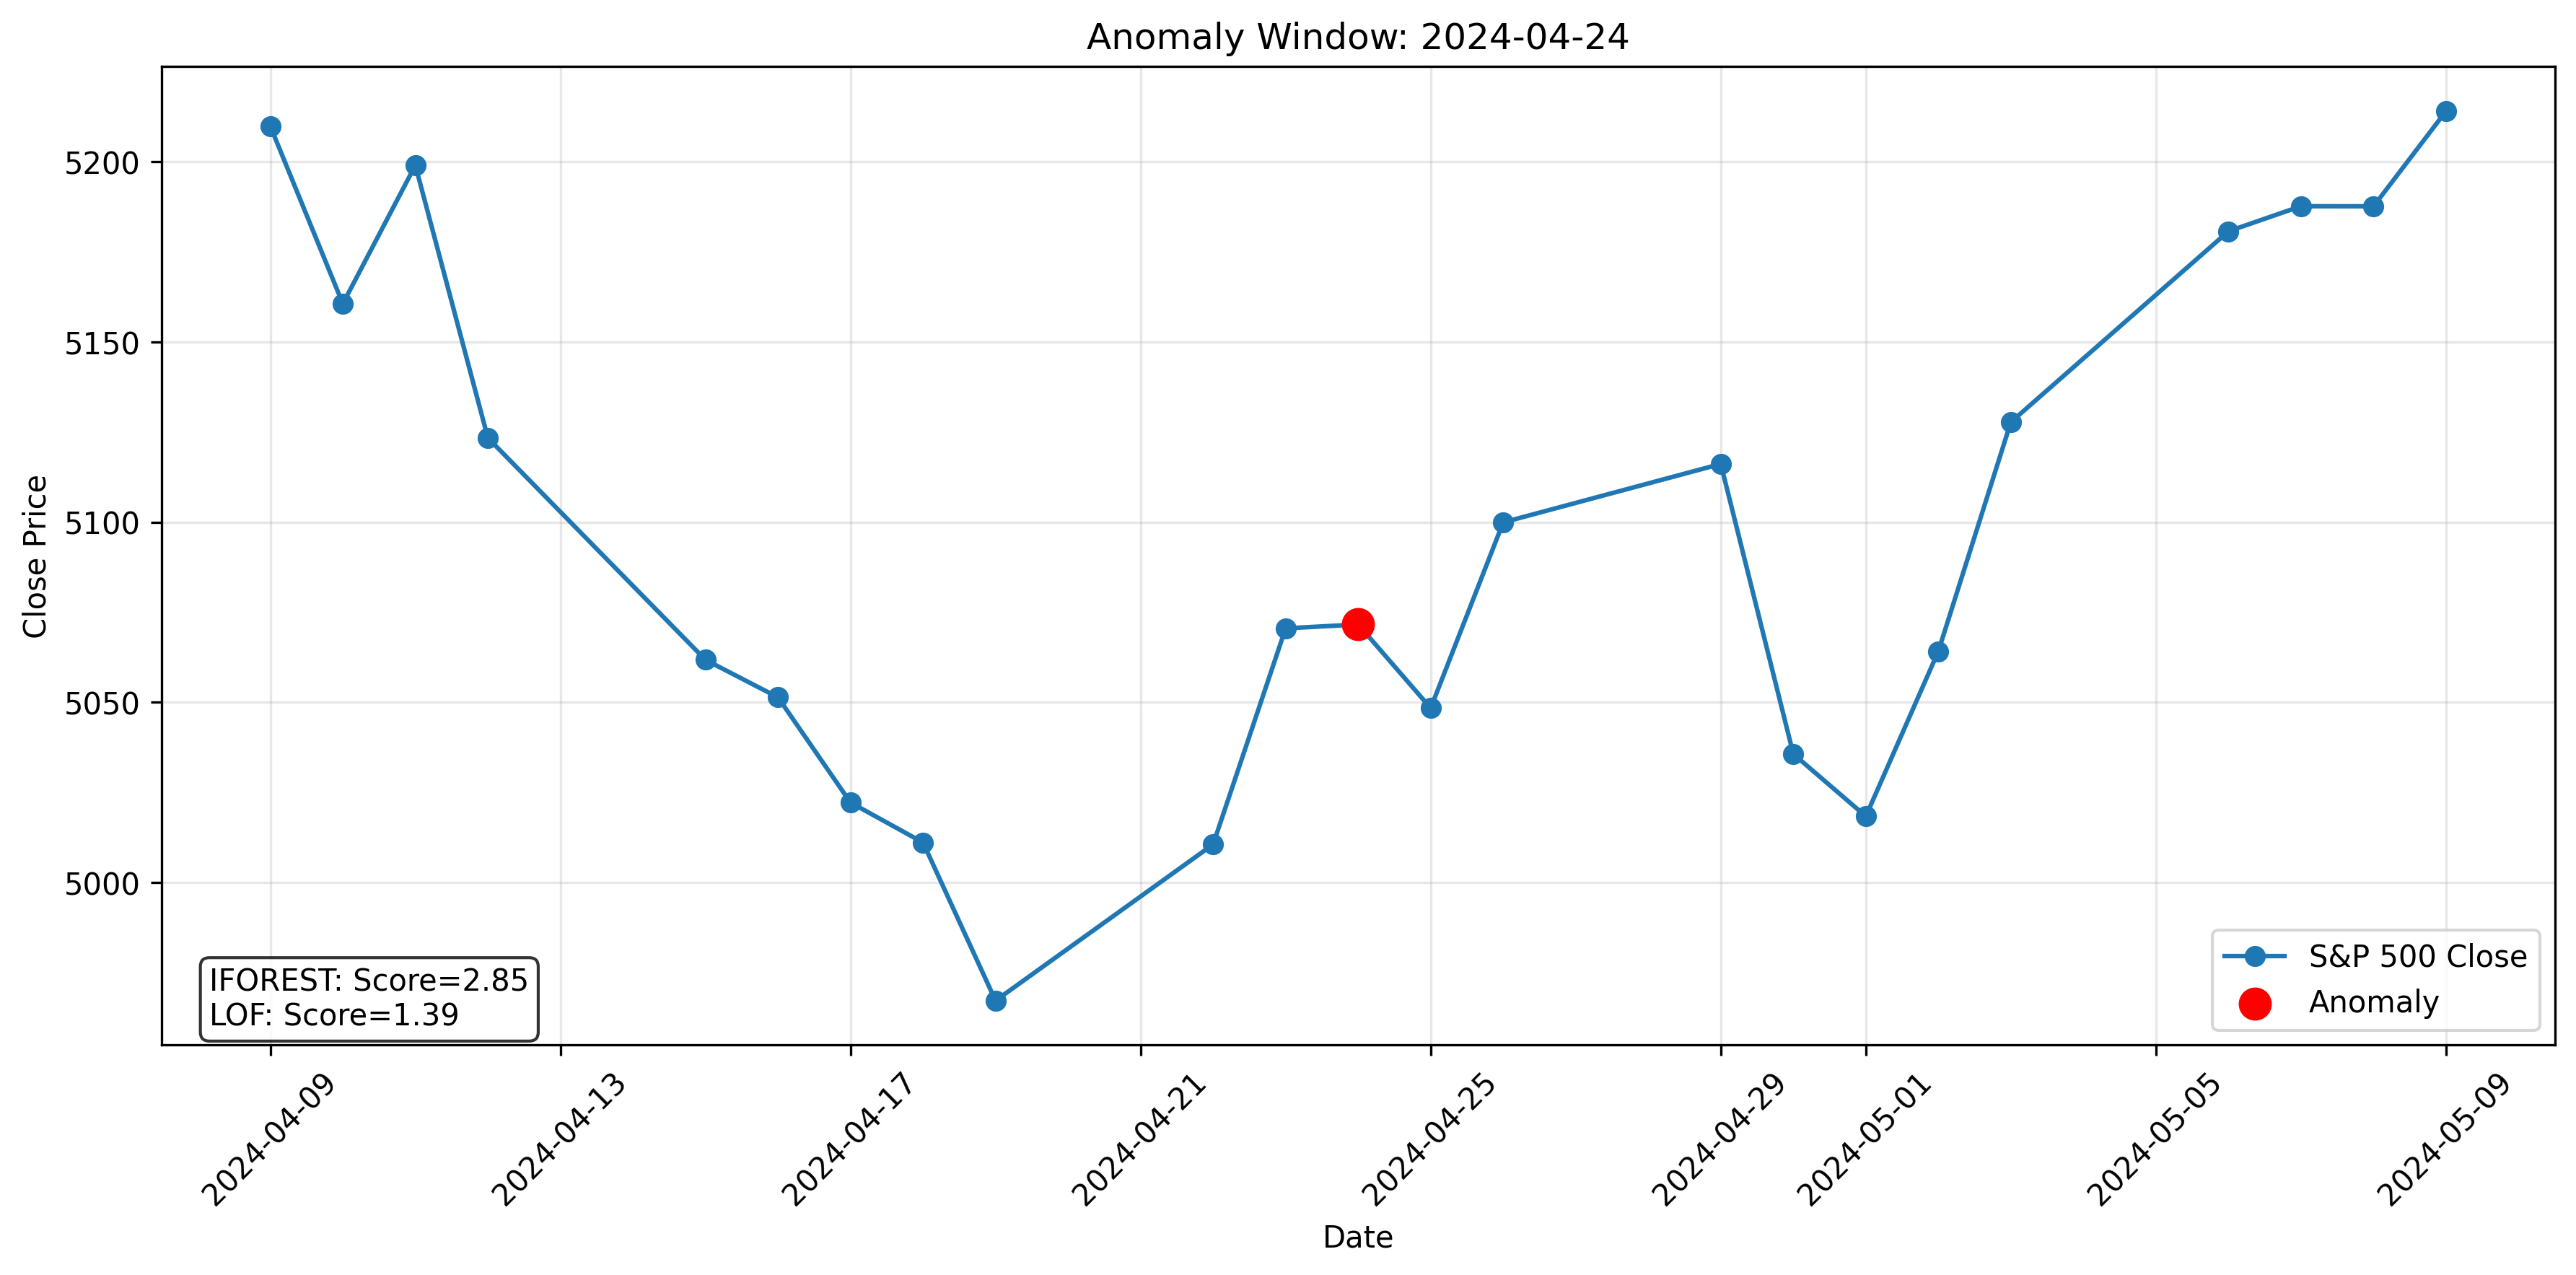 Anomaly Window: 2024-04-24
Close Price
5200
5150
5100
5050
5000
IFOREST: Score=2.85
LOF: Score=1.39
S&P 500 Close
Anomaly
2024-04-09
2024-04-13
2024-04-17
2024-04-21
2024-04-25
2024-04-29
2024-05-01
2024-05-05
2024-05-09
Date